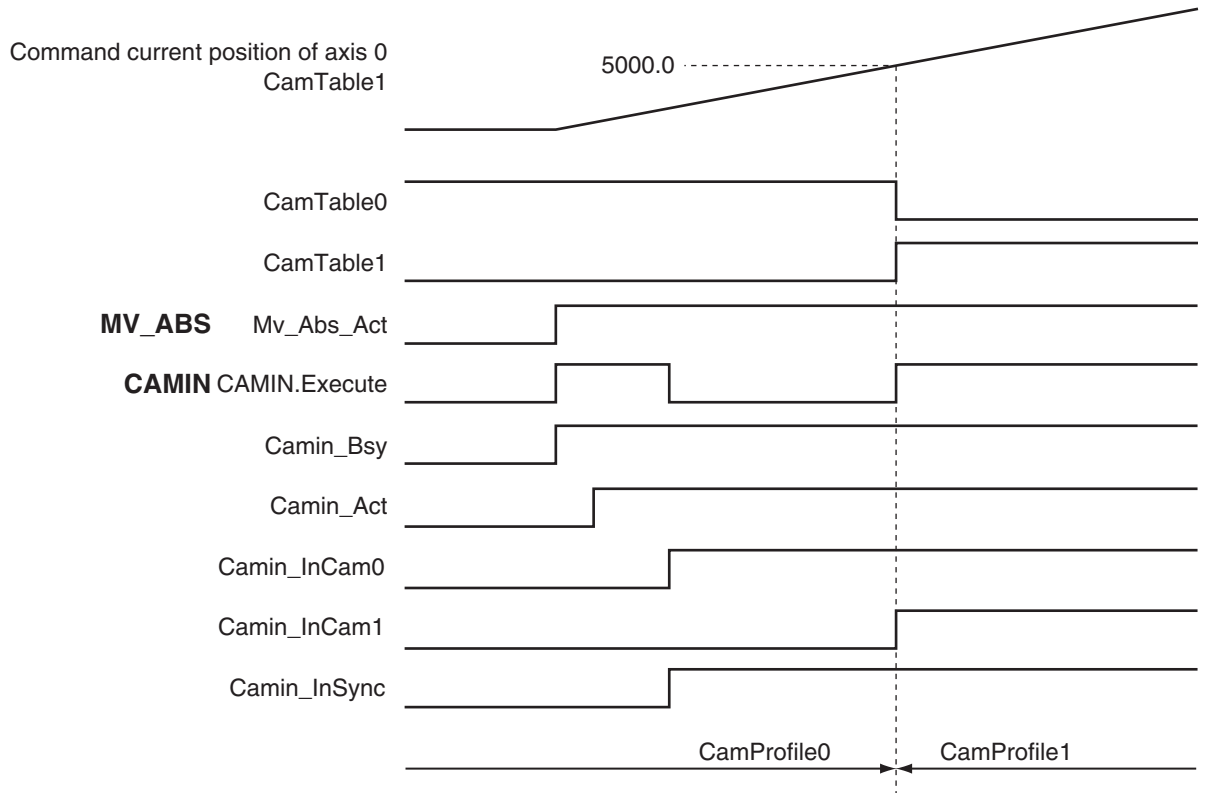 Command current position of axis 0
CamTable1
5000.0
CamTable0
CamTable1
MV_ABS Mv_Abs_Act
CAMIN CAMIN.Execute
Camin_Bsy
Camin_Act
Camin_InCam0
Camin_InCam1
Camin_InSync
CamProfile0 CamProfile1